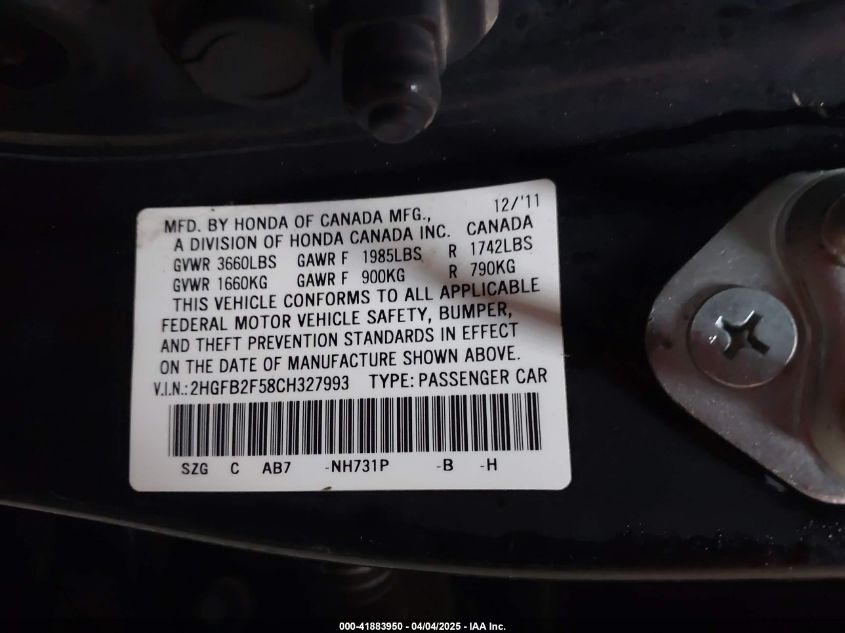 12/'11
MFD. BY HONDA OF CANADA MFG.,
A DIVISION OF HONDA CANADA INC. CANADA
GVWR 3660LBS GAWR F 1985LBS R 1742LBS
GVWR 1660KG GAWR F 900KG R 790KG
THIS VEHICLE CONFORMS TO ALL APPLICABLE
FEDERAL MOTOR VEHICLE SAFETY, BUMPER,
AND THEFT PREVENTION STANDARDS IN EFFECT
ON THE DATE OF MANUFACTURE SHOWN ABOVE.
V.I.N.: 2HGFB2F58CH327993 TYPE: PASSENGER CAR
SZG C AB7 -NH731P -B -H
000-41883950 - 04/04/2025 - IAA Inc.